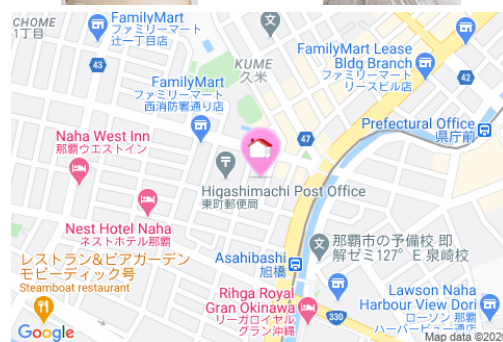 CHOME
1丁目
FamilyMart
ファミリーマート
辻一丁目店
KUME
久米
FamilyMart Lease
Bldq Branch
ファミリーマート
リースビル店
43
42
FamilyMart
ファミリーマート
西消防署通り店
Prefectural Office
県庁前
47
Naha West Inn
那覇ウエストイン
Higashimachi Post Office
東町郵便局
Nest Hotel Naha
ネストホテル那覇
那覇市の予備校 即
解ゼミ127°E泉崎校
レストラン&ビアガーデン
モビーディック号
Steamboat restaurant
Asahibashi
旭橋
Rihga Royal
Gran Okinawa
リーガロイヤル
グラン沖縄
330
Lawson Naha
Harbour View Dori
ローソン 那覇
ハーバービュー通店
Google
Map data ©2020